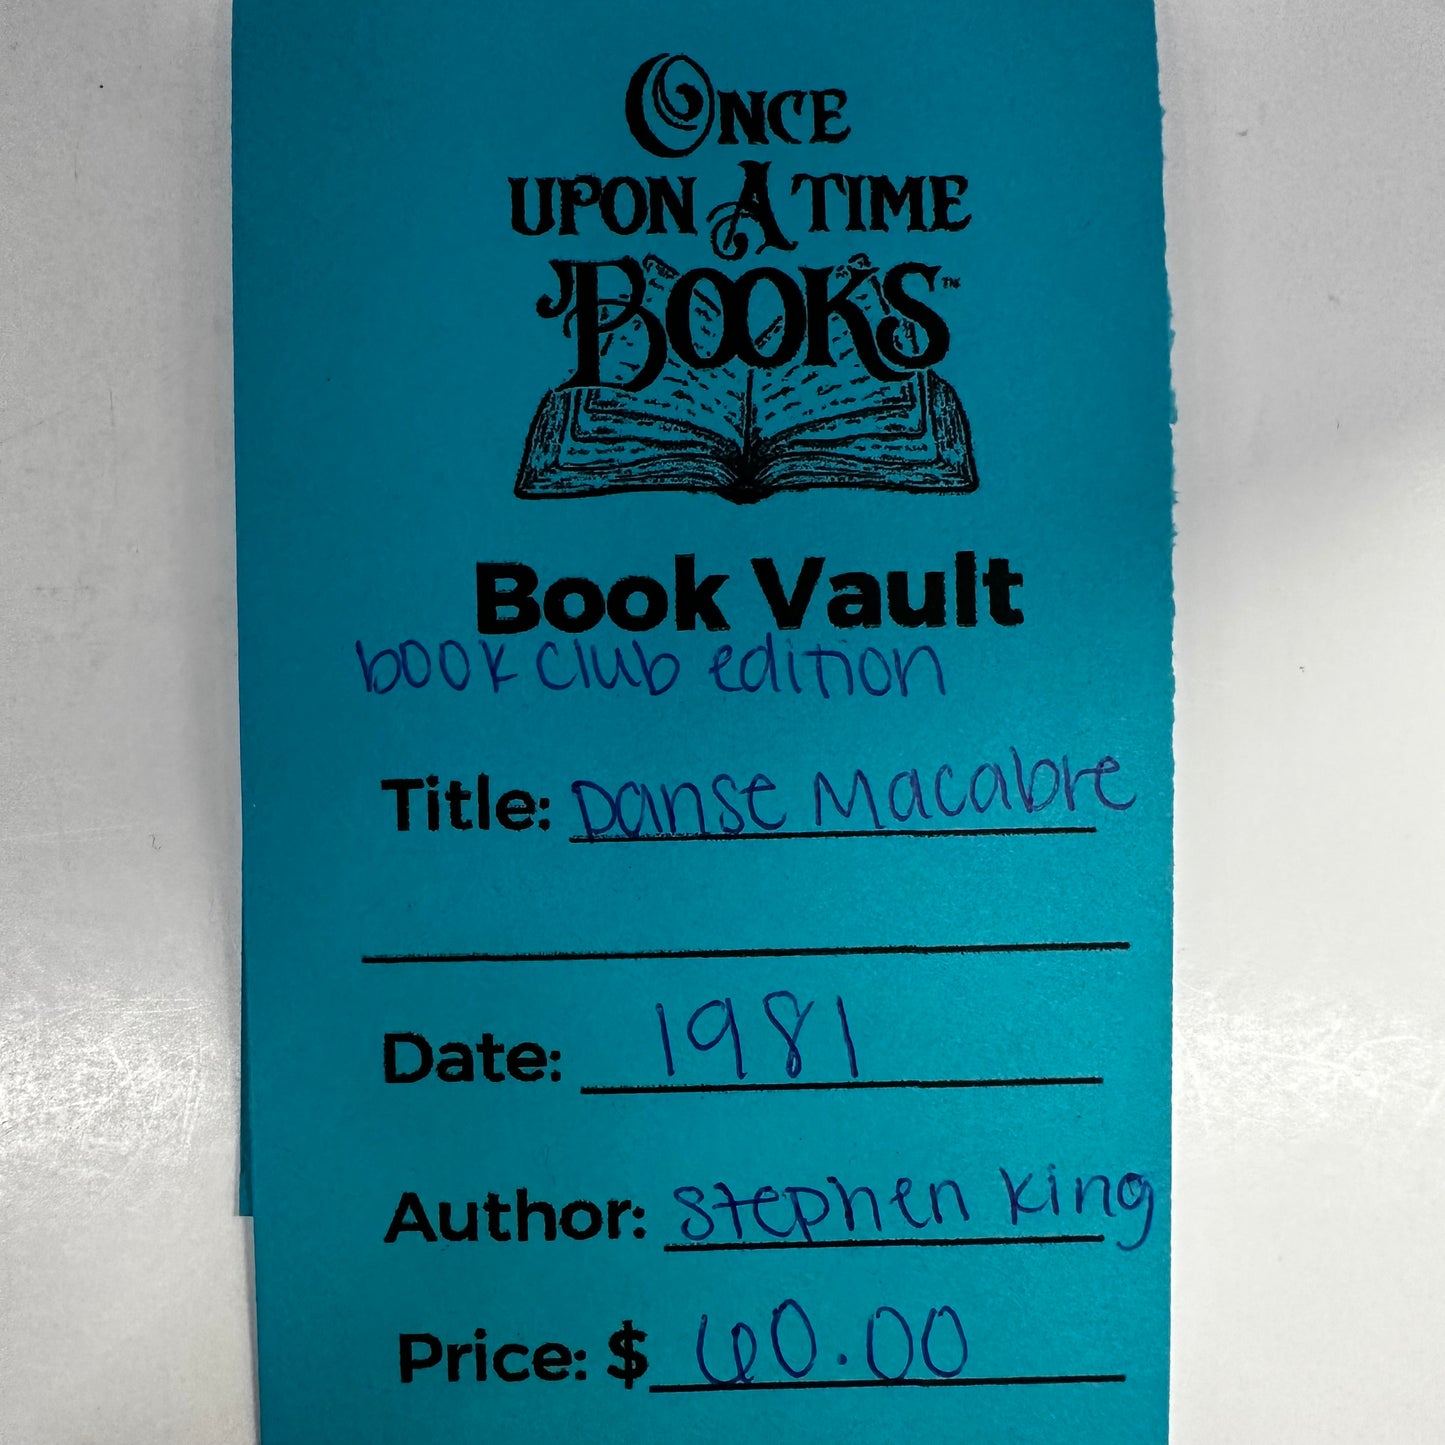 ONCE
UPON A TIME
BOOKS™
Book Vault
book club edition
Title: Danse Macabre
Date: 1981
Author: Stephen King
Price: $ 60.00